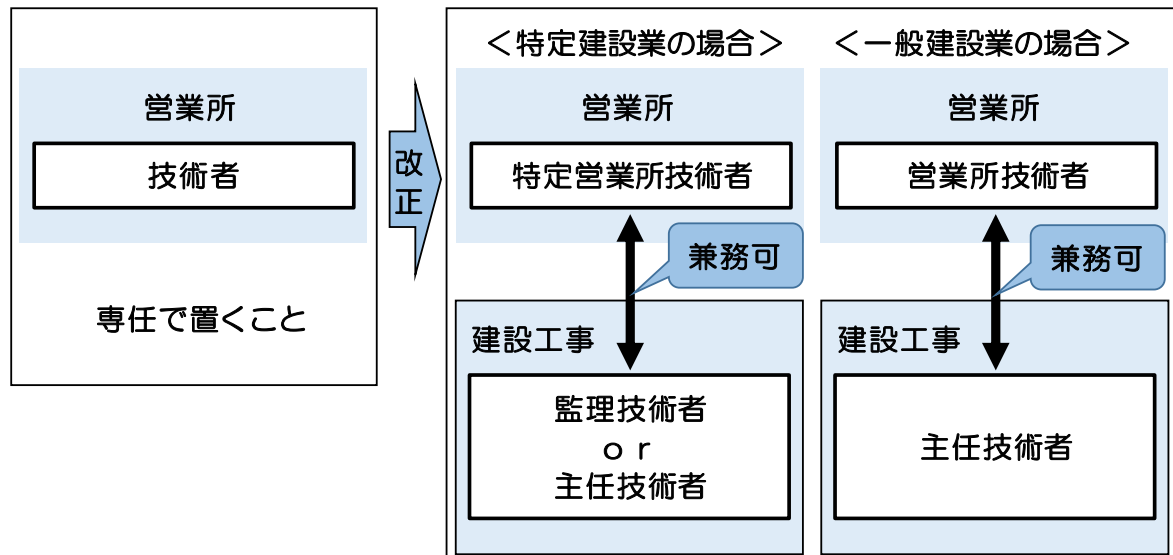 営業所
技術者
専任で置くこと
改正
＜特定建設業の場合＞
営業所
特定営業所技術者
兼務可
建設工事
監理技術者
ｏｒ
主任技術者
＜一般建設業の場合＞
営業所
営業所技術者
兼務可
建設工事
主任技術者